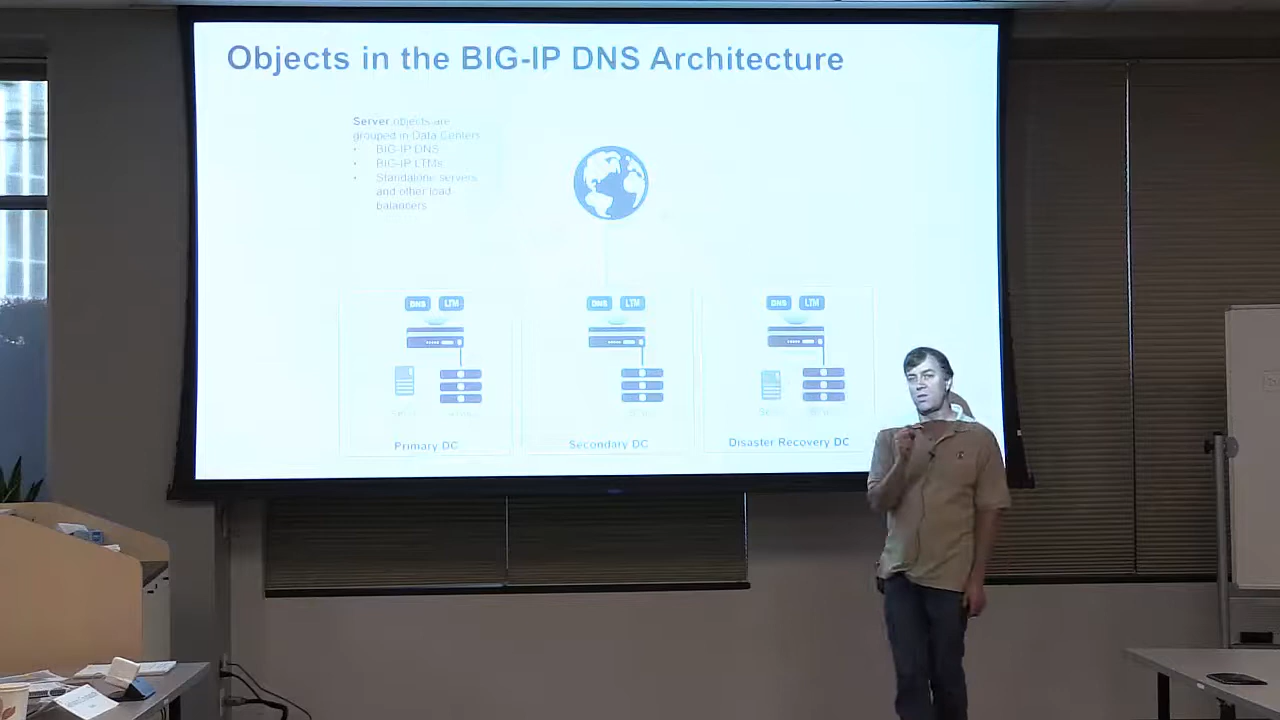 Objects in the BIG-IP DNS Architecture
Server objects are
grouped in Data Centers
• BIG-IP DNS
• BIG-IP LTMs
• Standalone servers
and other load
balancers
DNS LTM
DNS LTM
DNS LTM
Primary DC
Secondary DC
Disaster Recovery DC